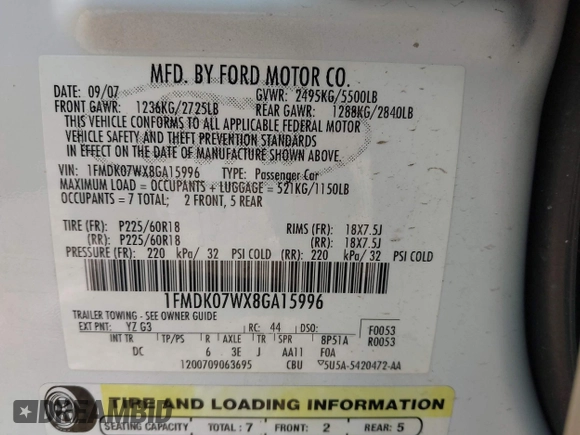 MFD. BY FORD MOTOR CO.
DATE: 09/07 GVWR: 2495KG/5500LB
FRONT GAWR: 1236KG/2725LB REAR GAWR: 1288KG/2840LB
THIS VEHICLE CONFORMS TO ALL APPLICABLE FEDERAL MOTOR
VEHICLE SAFETY AND THEFT PREVENTION STANDARDS
IN EFFECT ON THE DATE OF MANUFACTURE SHOWN ABOVE.
VIN: 1FMDK07WX8GA15996 TYPE: Passenger Car
MAXIMUM LOAD = OCCUPANTS + LUGGAGE = 521KG/1150LB
OCCUPANTS = 7 TOTAL; 2 FRONT, 5 REAR
TIRE (FR): P225/60R18 RIMS (FR): 18X7.5J
(RR): P225/60R18 (RR): 18X7.5J
PRESSURE (FR): 220 kPa/ 32 PSI COLD (RR): 220 kPa/ 32 PSI COLD
1FMDK07WX8GA15996
TRAILER TOWING - SEE OWNER GUIDE
EXT PNT: YZ G3 RC: 44 DSO: F0053
INT TR TP/PS R AXLE TR SPR 8P51A R0053
DC 6 3E J AA11 F0A
1200709063695 CBU 5U5A-5420472-AA
TIRE AND LOADING INFORMATION
SEATING CAPACITY TOTAL: 7 FRONT: 2 REAR: 5
DREAMBID